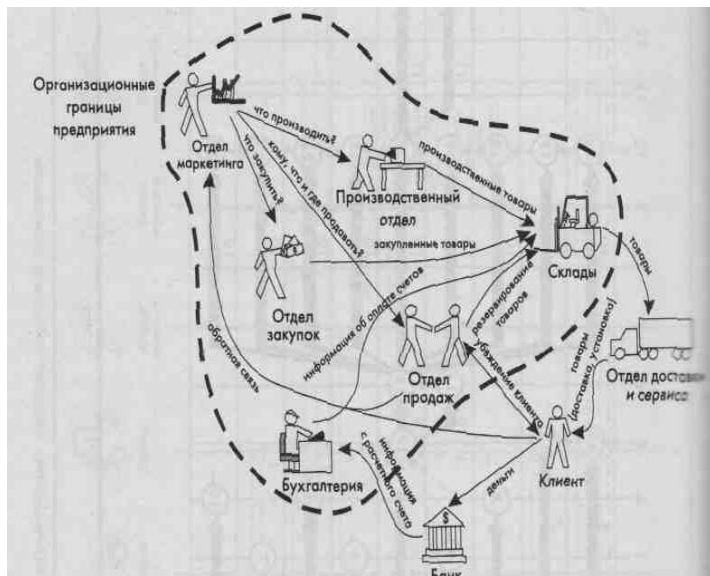 Организационные
границы
предприятия
Отдел
маркетинга
что производить?
что закупить?
кому, что и где продавать?
Производственный
отдел
производственные товары
закупленные товары
Отдел
закупок
Склады
товары
информация об оплате счетов
резервирование
товаров
Отдел
продаж
убеждение клиента
обратная связь
товары
(доставка, установка)
Отдел достав
и сервиса
Бухгалтерия
информация
с расчетного счета
деньги
Клиент
$
Банк